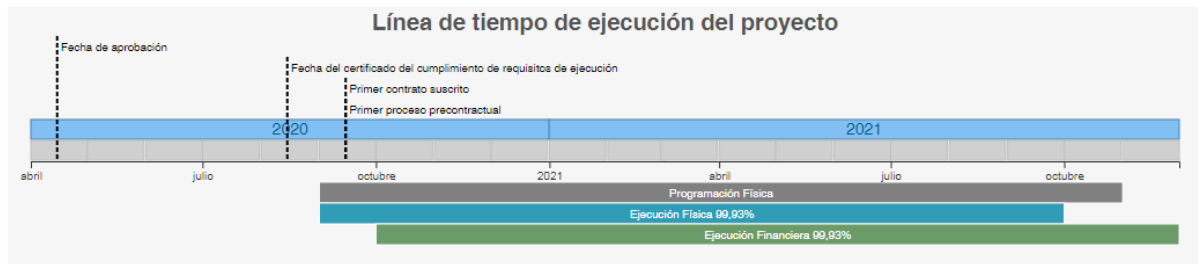 Línea de tiempo de ejecución del proyecto
Fecha de aprobación
Fecha del certificado del cumplimiento de requisitos de ejecución
Primer contrato suscrito
Primer proceso precontractual
2020 2021
abril julio octubre 2021 abril julio octubre
Programación Física
Ejecución Física 99,93%
Ejecución Financiera 99,93%